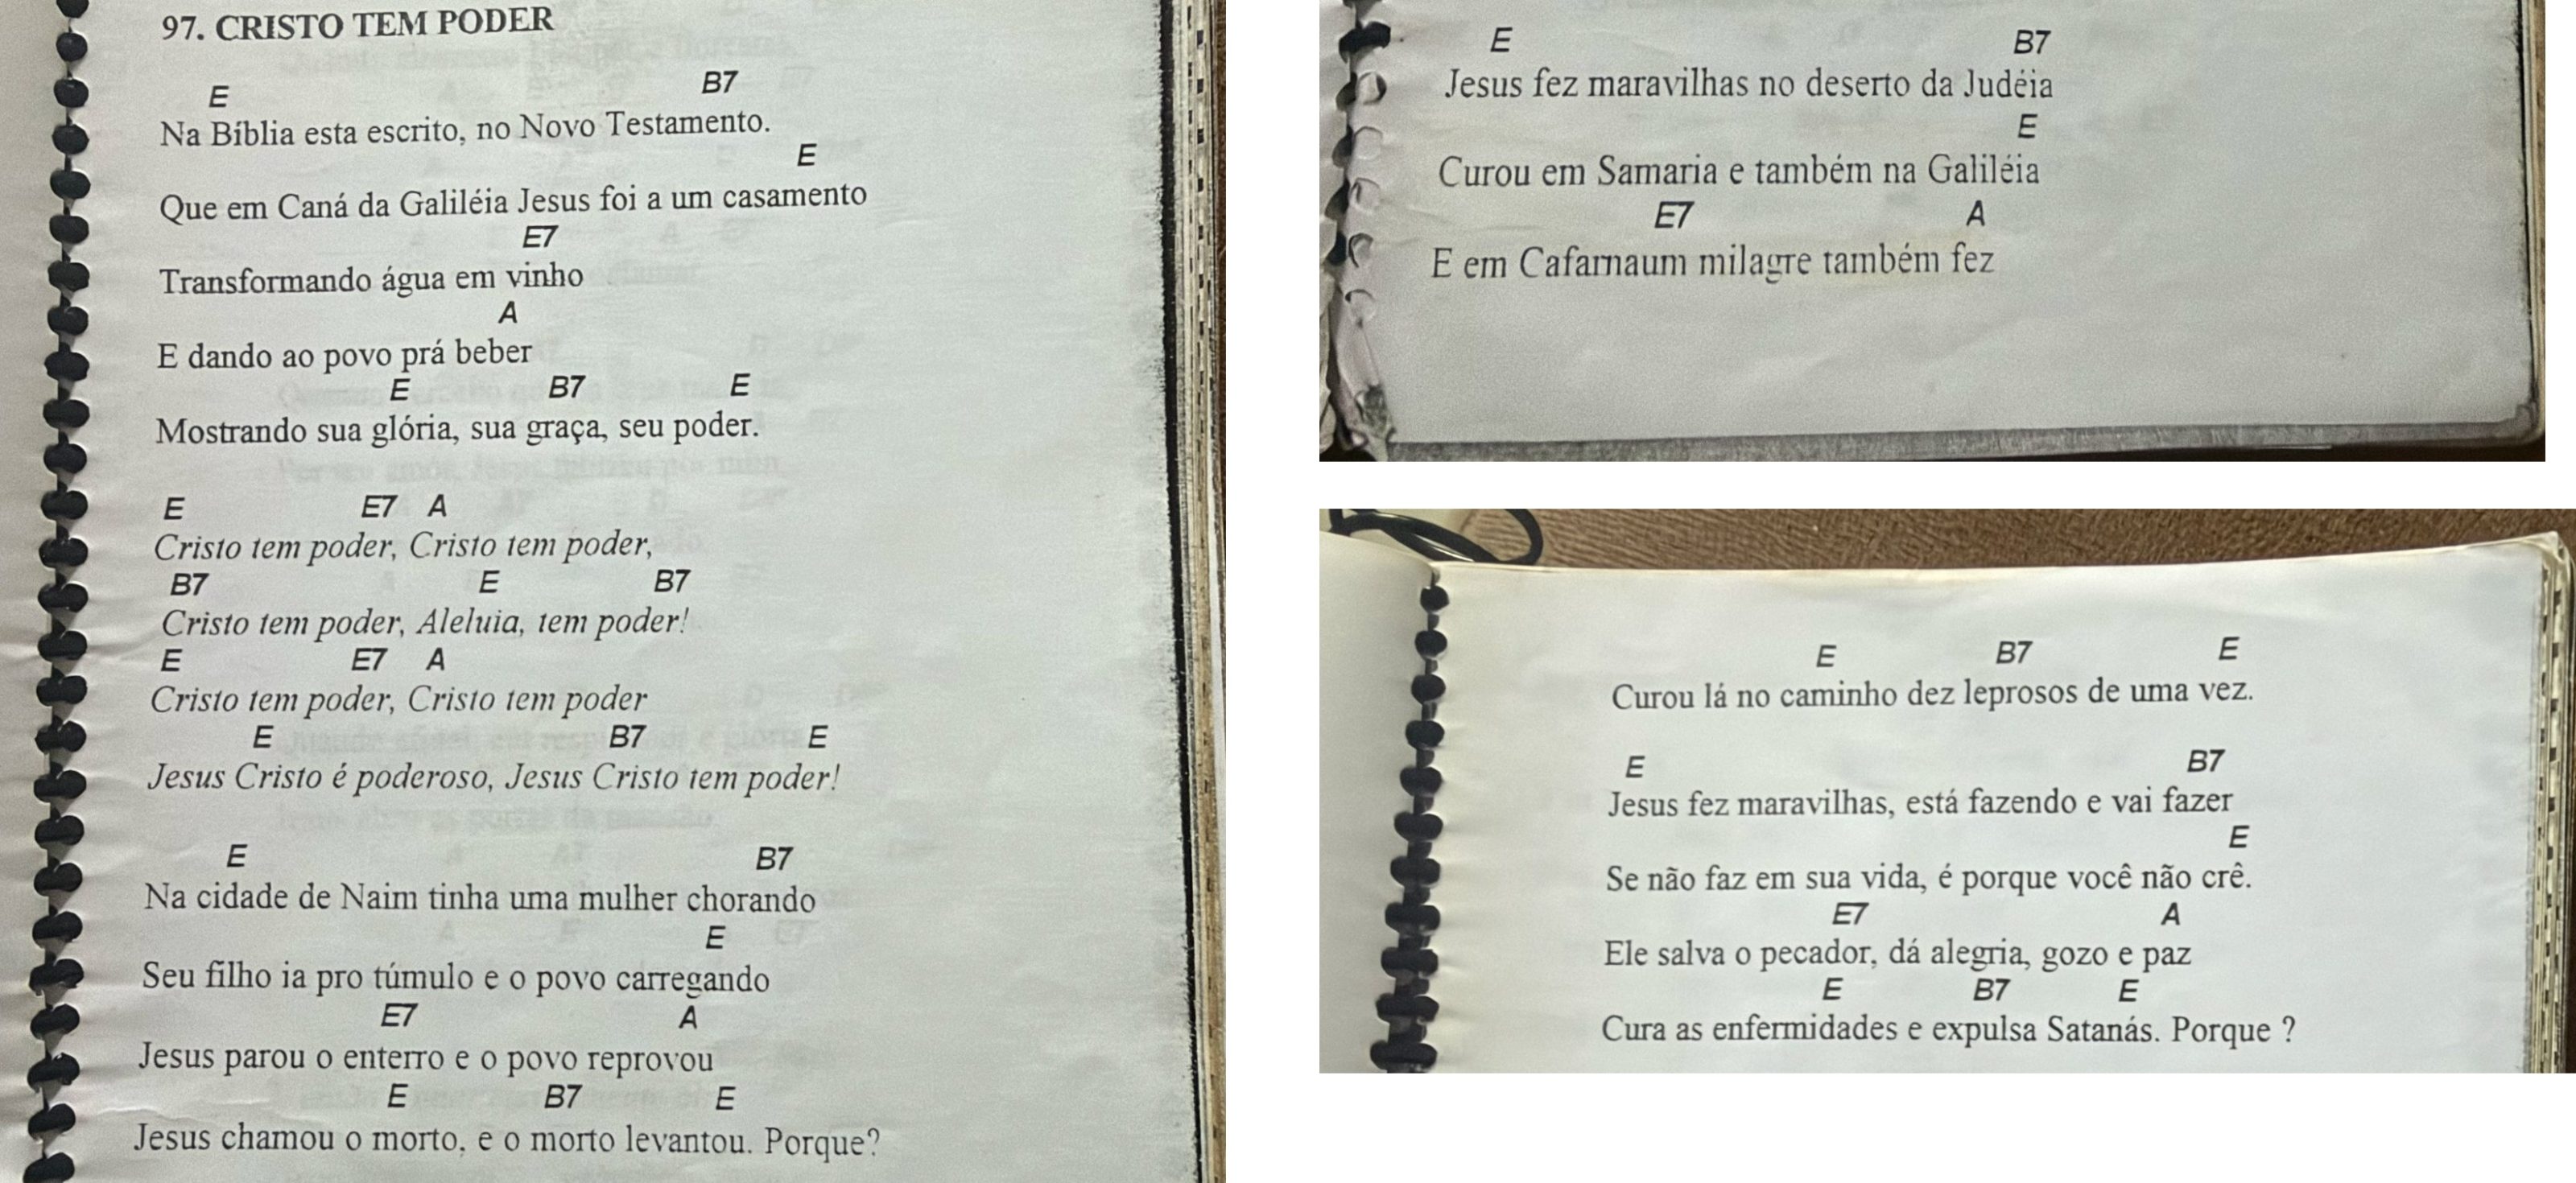 97. CRISTO TEM PODER
E B7
Na Bíblia esta escrito, no Novo Testamento.
E
Que em Caná da Galiléia Jesus foi a um casamento
E7
Transformando água em vinho
A
E dando ao povo prá beber
E B7 E
Mostrando sua glória, sua graça, seu poder.
E E7 A
Cristo tem poder, Cristo tem poder,
B7 E B7
Cristo tem poder, Aleluia, tem poder!
E E7 A
Cristo tem poder, Cristo tem poder
E B7 E
Jesus Cristo é poderoso, Jesus Cristo tem poder!
E B7
Na cidade de Naim tinha uma mulher chorando
E
Seu filho ia pro túmulo e o povo carregando
E7 A
Jesus parou o enterro e o povo reprovou
E B7 E
Jesus chamou o morto, e o morto levantou. Porque?
E B7
Jesus fez maravilhas no deserto da Judéia
E
Curou em Samaria e também na Galiléia
E7 A
E em Cafarnaum milagre também fez
E B7 E
Curou lá no caminho dez leprosos de uma vez.
E B7
Jesus fez maravilhas, está fazendo e vai fazer
E
Se não faz em sua vida, é porque você não crê.
E7 A
Ele salva o pecador, dá alegria, gozo e paz
E B7 E
Cura as enfermidades e expulsa Satanás. Porque ?